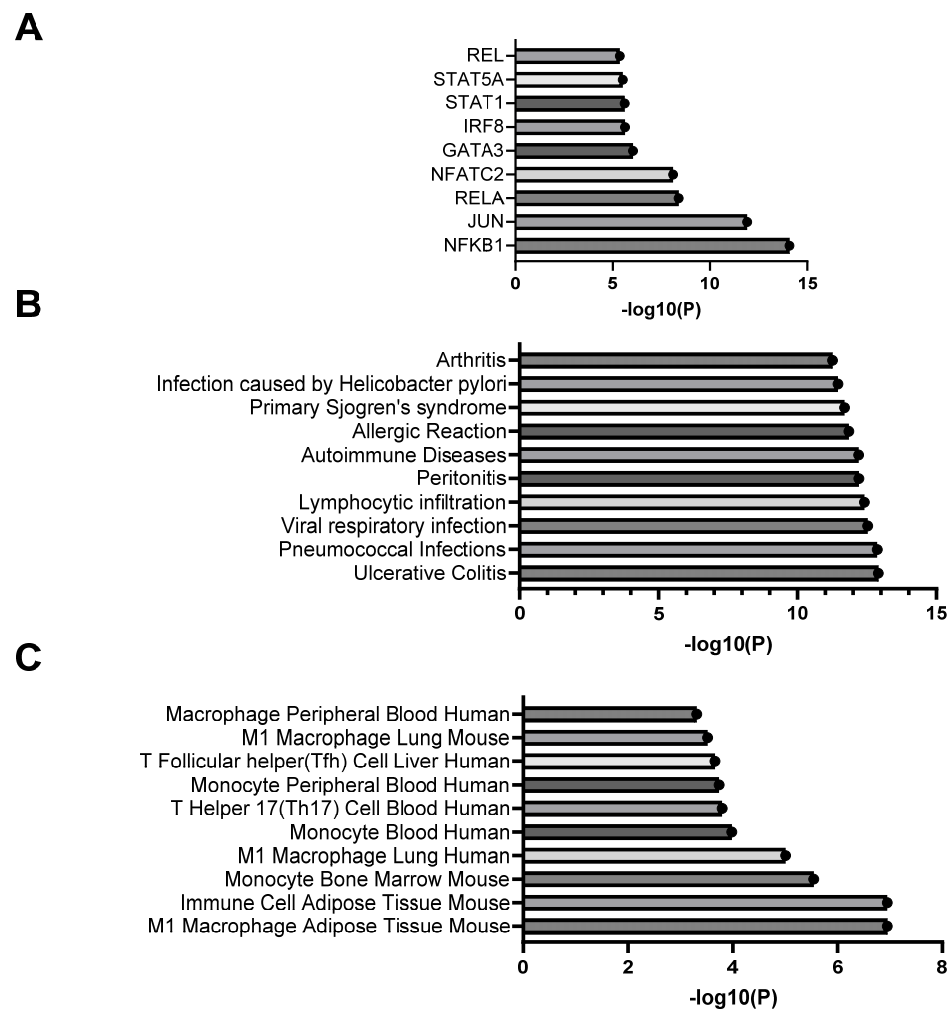 A
REL
STAT5A
STAT1
IRF8
GATA3
NFATC2
RELA
JUN
NFKB1
0 5 10 15
-log10(P)
B
Arthritis
Infection caused by Helicobacter pylori
Primary Sjogren's syndrome
Allergic Reaction
Autoimmune Diseases
Peritonitis
Lymphocytic infiltration
Viral respiratory infection
Pneumococcal Infections
Ulcerative Colitis
0 5 10 15
-log10(P)
C
Macrophage Peripheral Blood Human
M1 Macrophage Lung Mouse
T Follicular helper(Tfh) Cell Liver Human
Monocyte Peripheral Blood Human
T Helper 17(Th17) Cell Blood Human
Monocyte Blood Human
M1 Macrophage Lung Human
Monocyte Bone Marrow Mouse
Immune Cell Adipose Tissue Mouse
M1 Macrophage Adipose Tissue Mouse
0 2 4 6 8
-log10(P)